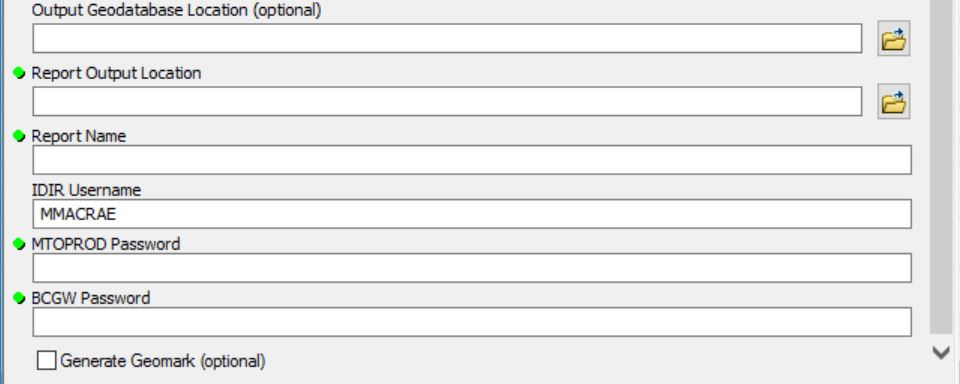 Output Geodatabase Location (optional)
Report Output Location
Report Name
IDIR Username
MMACRAE
MTOPROD Password
BCGW Password
Generate Geomark (optional)